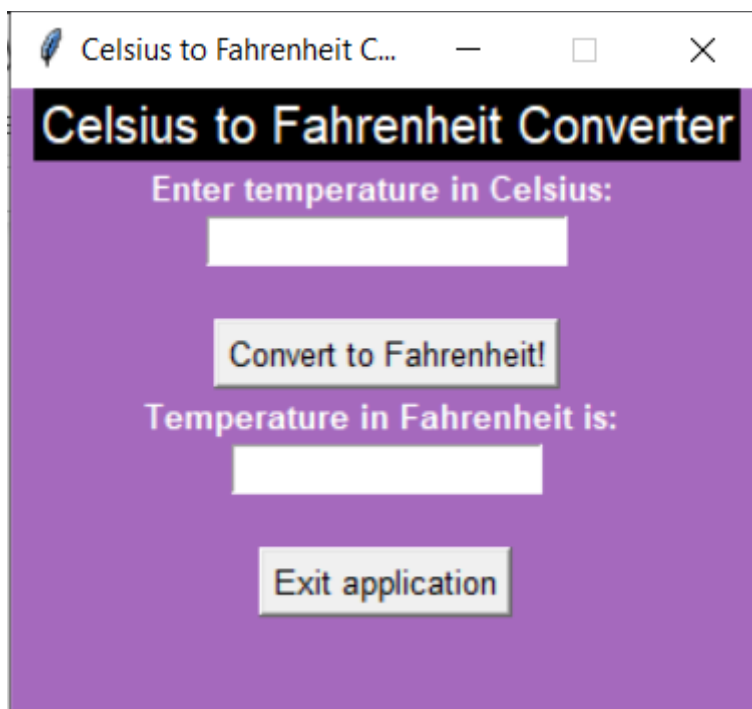 Celsius to Fahrenheit C...
Celsius to Fahrenheit Converter
Enter temperature in Celsius:
Convert to Fahrenheit!
Temperature in Fahrenheit is:
Exit application